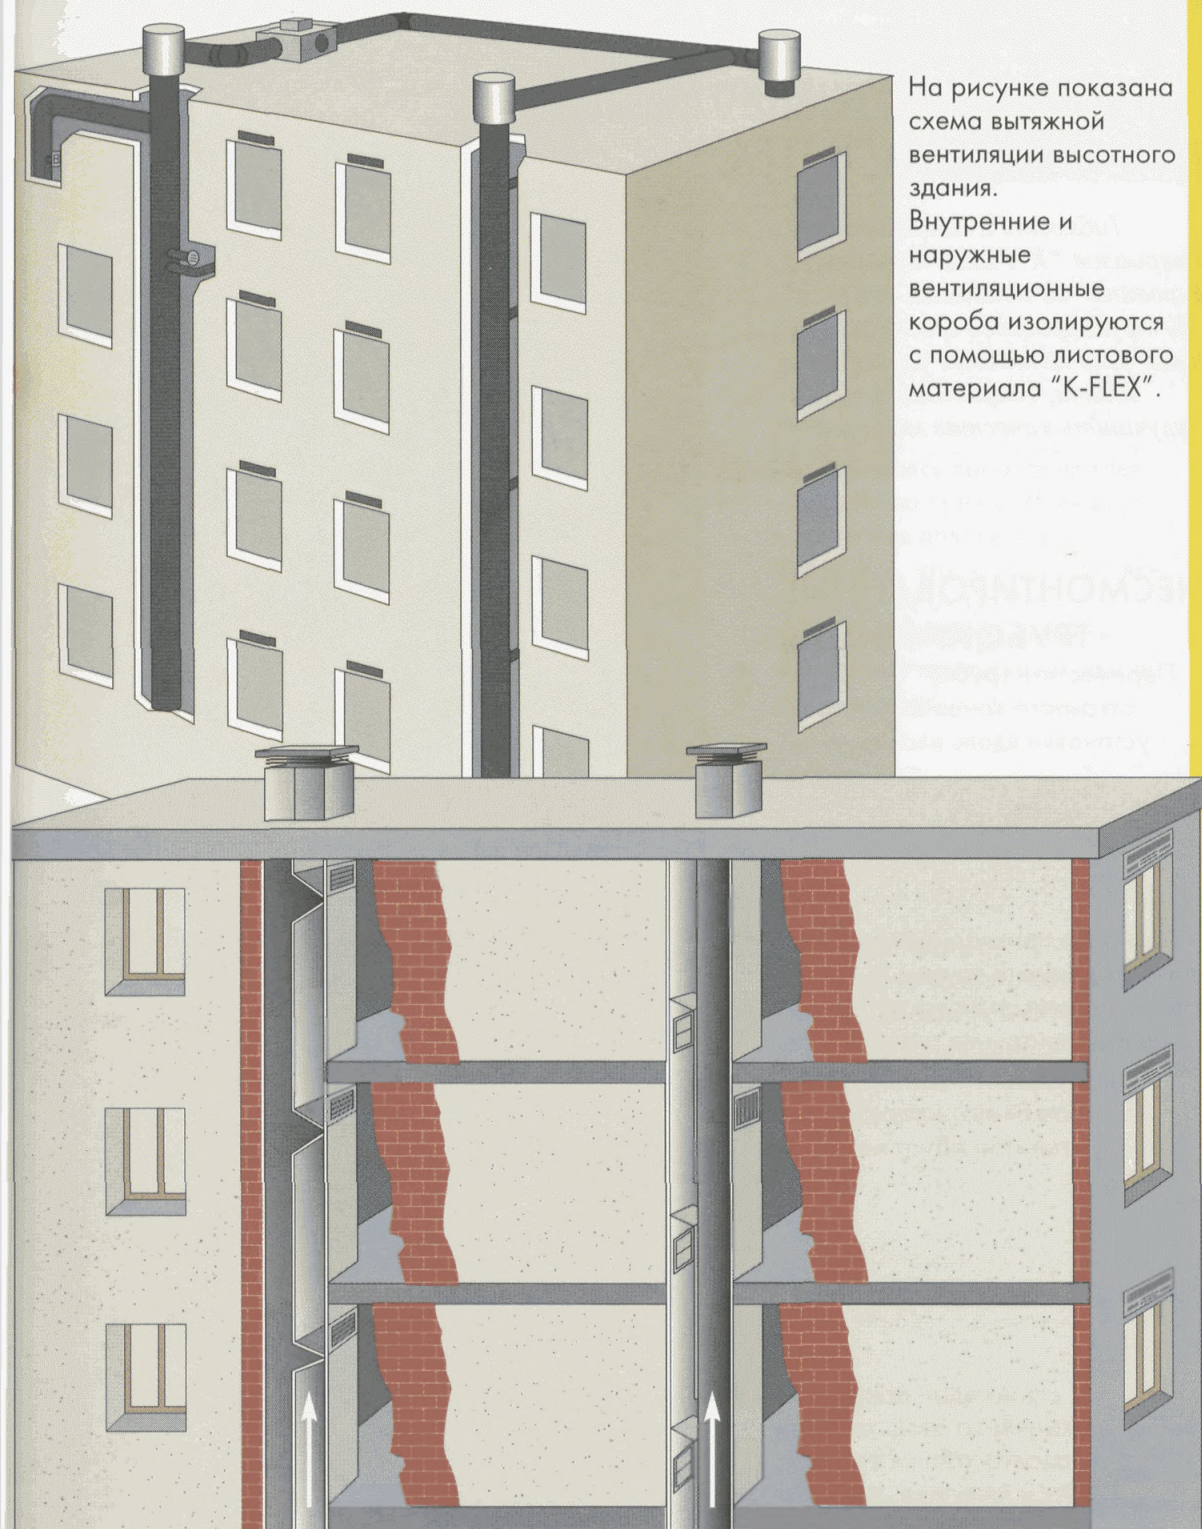 На рисунке показана
схема вытяжной
вентиляции высотного
здания.
Внутренние и
наружные
вентиляционные
короба изолируются
с помощью листового
материала “K-FLEX”.